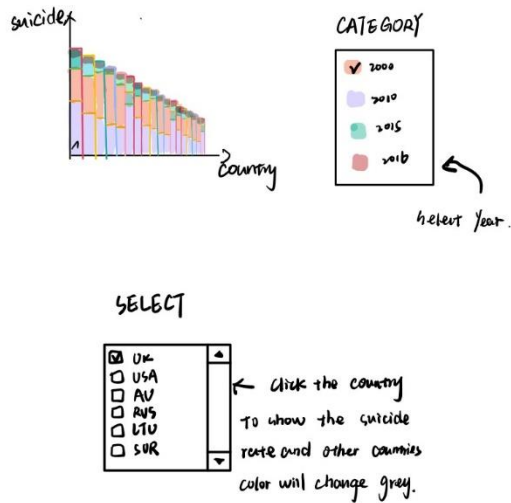 suicide
country
CATEGORY
2000
2010
2015
2016
select year.
SELECT
UK
USA
AU
RUS
LTU
SUR
click the country
to show the suicide
rate and other countries
color will change grey.